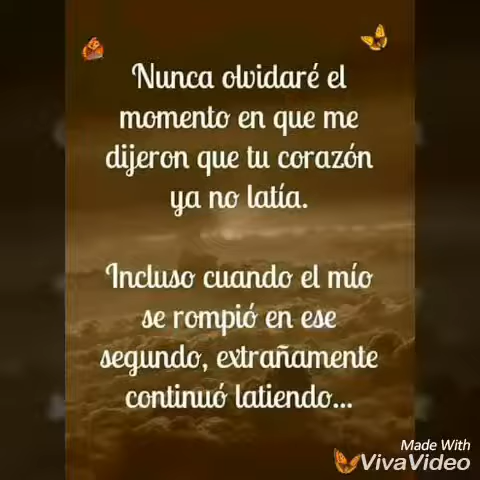 Nunca olvidaré el
momento en que me
dijeron que tu corazón
ya no latía.
Incluso cuando el mío
se rompió en ese
segundo, extrañamente
continuó latiendo...
Made With
VivaVideo